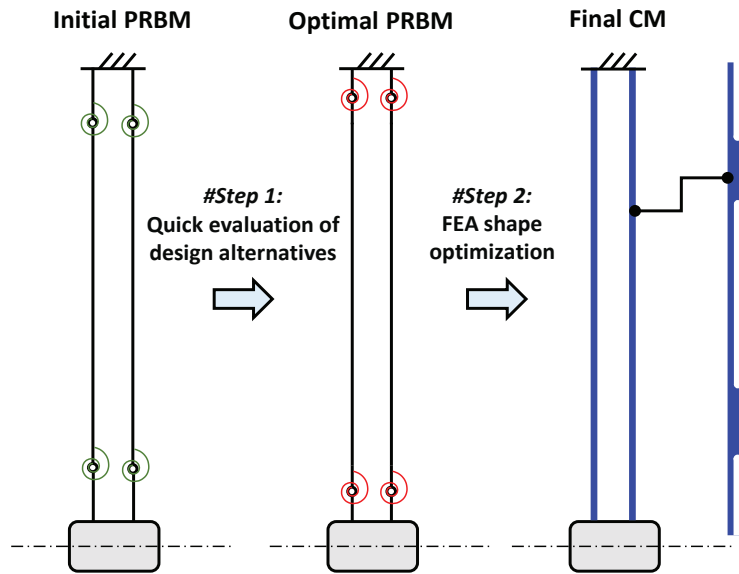 Initial PRBM
Optimal PRBM
Final CM
#Step 1:
Quick evaluation of
design alternatives
#Step 2:
FEA shape
optimization